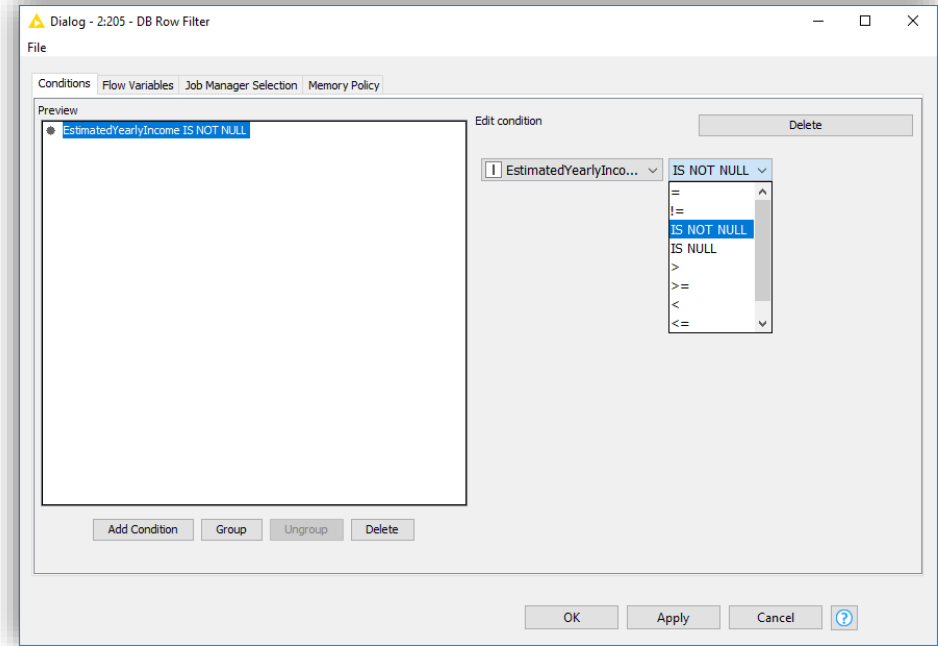 Dialog - 2:205 - DB Row Filter
File
Conditions Flow Variables Job Manager Selection Memory Policy
Preview
EstimatedYearlyIncome IS NOT NULL
Edit condition
Delete
I EstimatedYearlyInco... IS NOT NULL
=
!=
IS NOT NULL
IS NULL
>
>=
<
<=
Add Condition Group Ungroup Delete
OK Apply Cancel ?